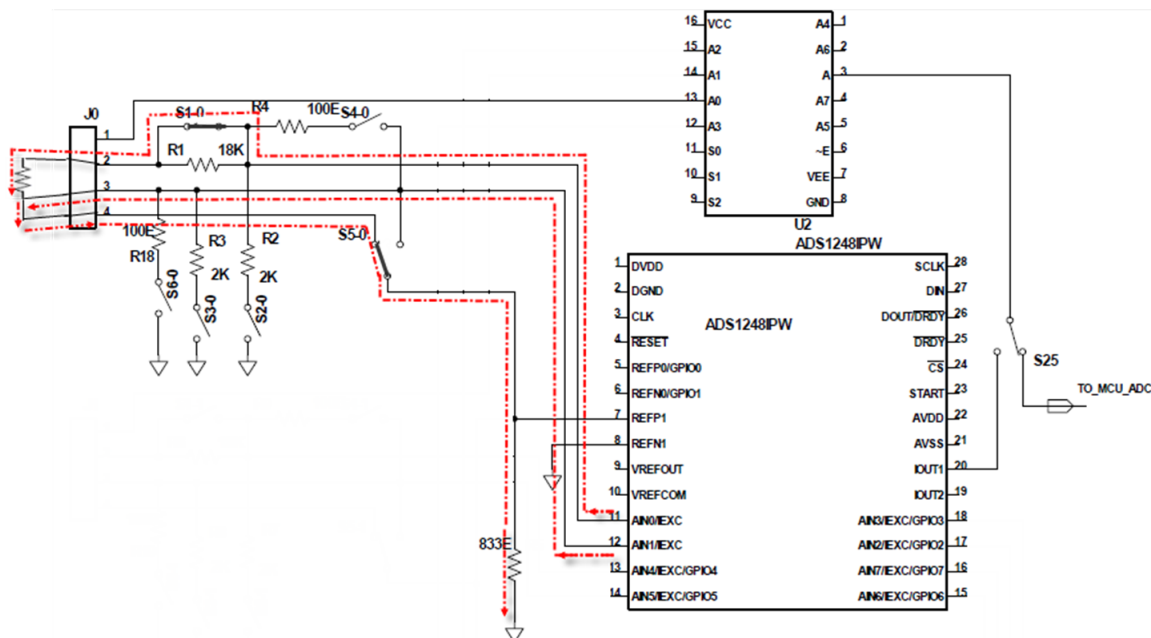 16 VCC A4 1
15 A2 A6 2
14 A1 A 3
13 A0 A7 4
12 A3 A5 5
11 S0 ~E 6
10 S1 VEE 7
9 S2 GND 8
U2
J0
1
2
3
4
S1-0
R4
100E
S4-0
R1
18K
100E
R18
R3
2K
R2
2K
S5-0
S6-0
S3-0
S2-0
833E
ADS1248IPW
ADS1248IPW
1 DVDD SCLK 28
2 DGND DIN 27
3 CLK DOUT/DRDY 26
4 RESET DRDY 25
5 REFP0/GPIO0 CS 24
6 REFN0/GPIO1 START 23
7 REFP1 AVDD 22
8 REFN1 AVSS 21
9 VREFOUT IOUT1 20
10 VREFCOM IOUT2 19
11 AIN0/IEXC AIN3/IEXC/GPIO3 18
12 AIN1/IEXC AIN2/IEXC/GPIO2 17
13 AIN4/IEXC/GPIO4 AIN7/IEXC/GPIO7 16
14 AIN5/IEXC/GPIO5 AIN6/IEXC/GPIO6 15
S25
TO_MCU_ADC